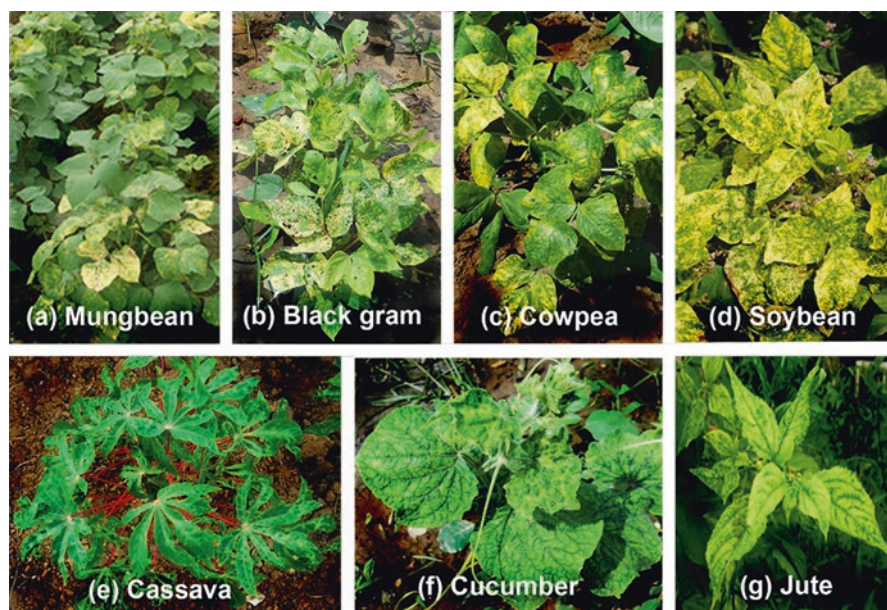 (a) Mungbean
(b) Black gram
(c) Cowpea
(d) Soybean
(e) Cassava
(f) Cucumber
(g) Jute